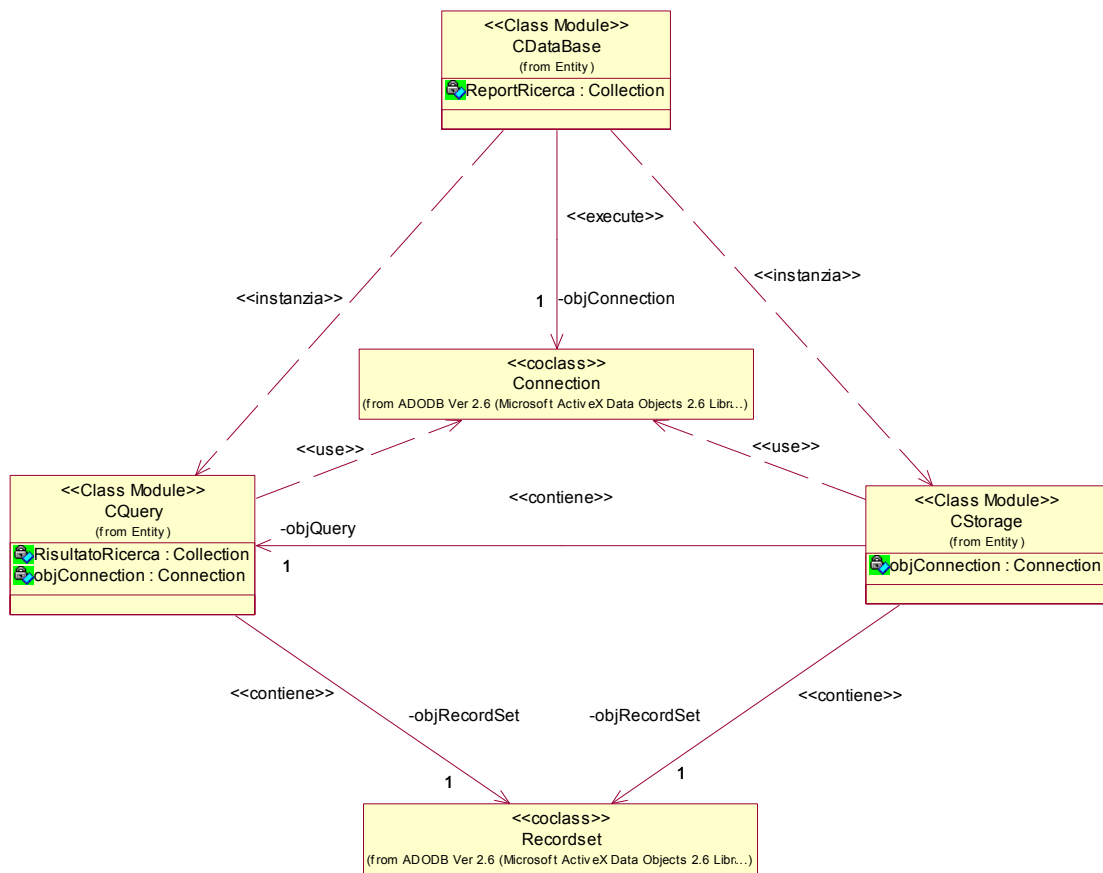 <<Class Module>>
CDataBase
(from Entity)
ReportRicerca : Collection
<<execute>>
<<instanzia>>
<<instanzia>>
1
-objConnection
<<coclass>>
Connection
(from ADODB Ver 2.6 (Microsoft ActiveX Data Objects 2.6 Libr...)
<<use>>
<<use>>
<<Class Module>>
CQuery
(from Entity)
RisultatoRicerca : Collection
objConnection : Connection
<<contiene>>
-objQuery
1
<<Class Module>>
CStorage
(from Entity)
objConnection : Connection
<<contiene>>
-objRecordSet
1
-objRecordSet
<<contiene>>
1
<<coclass>>
Recordset
(from ADODB Ver 2.6 (Microsoft ActiveX Data Objects 2.6 Libr...)